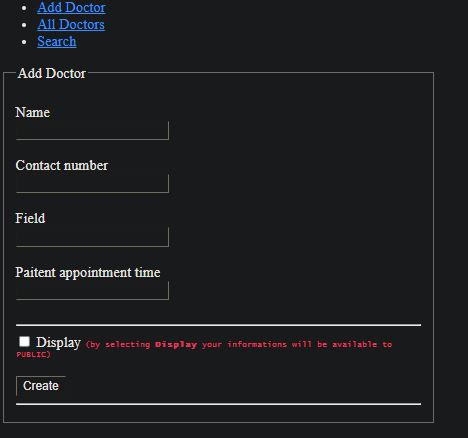 Add Doctor
All Doctors
Search
Add Doctor
Name
Contact number
Field
Paitent appointment time
Display (by selecting Display your informations will be available to
PUBLIC)
Create